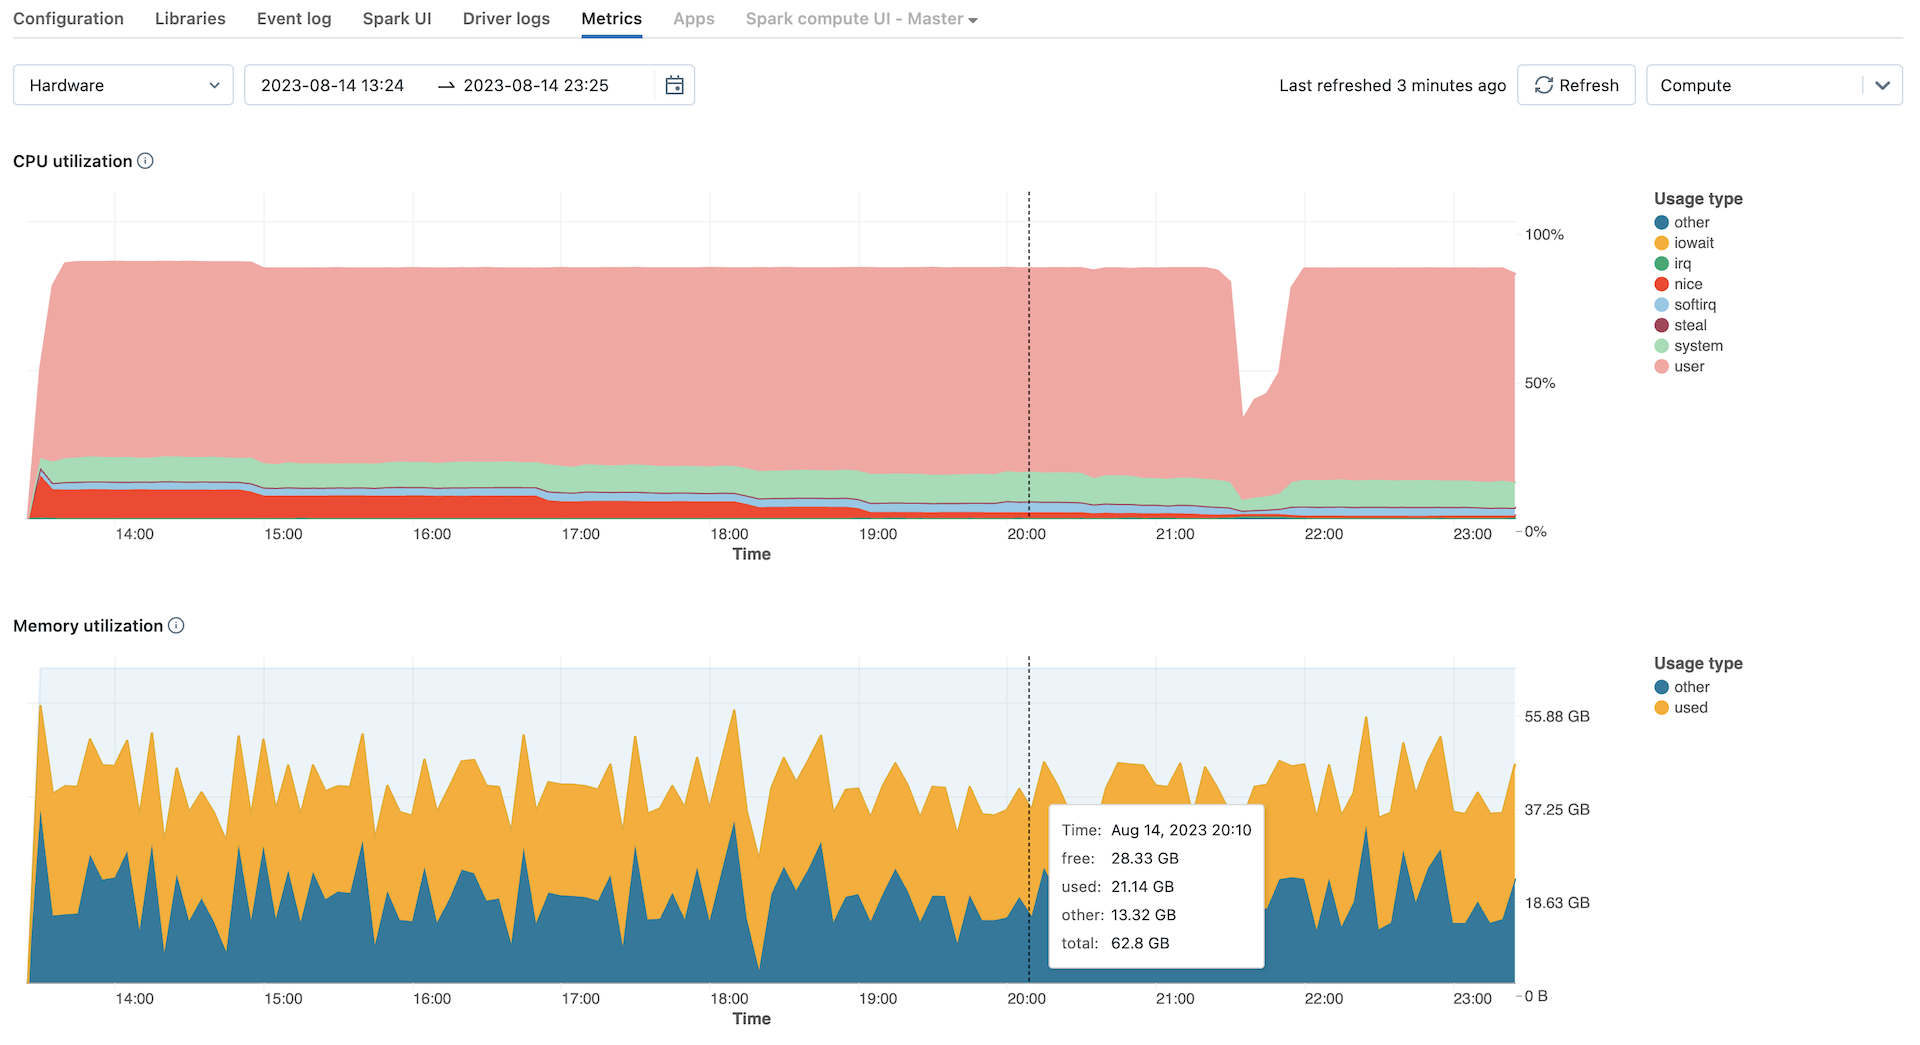 Configuration Libraries Event log Spark UI Driver logs Metrics Apps Spark compute UI - Master
Hardware 2023-08-14 13:24 → 2023-08-14 23:25 Last refreshed 3 minutes ago Refresh Compute
CPU utilization
Usage type
other
iowait
irq
nice
softirq
steal
system
user
100%
50%
0%
14:00 15:00 16:00 17:00 18:00 19:00 20:00 21:00 22:00 23:00
Time
Memory utilization
Usage type
other
used
55.88 GB
37.25 GB
18.63 GB
0 B
Time: Aug 14, 2023 20:10
free: 28.33 GB
used: 21.14 GB
other: 13.32 GB
total: 62.8 GB
14:00 15:00 16:00 17:00 18:00 19:00 20:00 21:00 22:00 23:00
Time